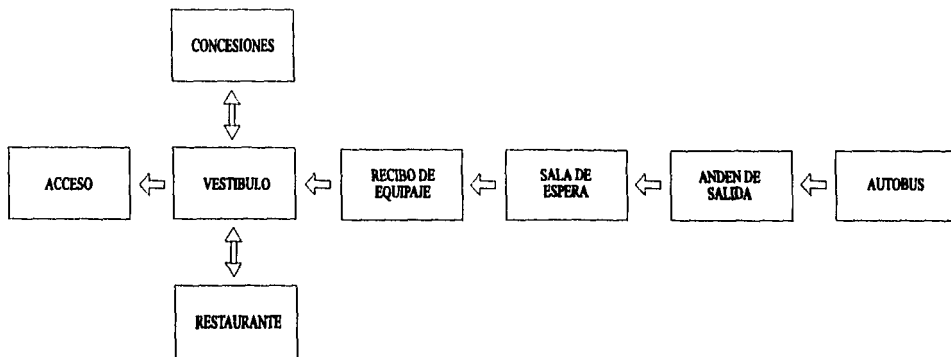 CONCESIONES
ACCESO
VESTIBULO
RECIBO DE
EQUIPAJE
SALA DE
ESPERA
ANDEN DE
SALIDA
AUTOBUS
RESTAURANTE